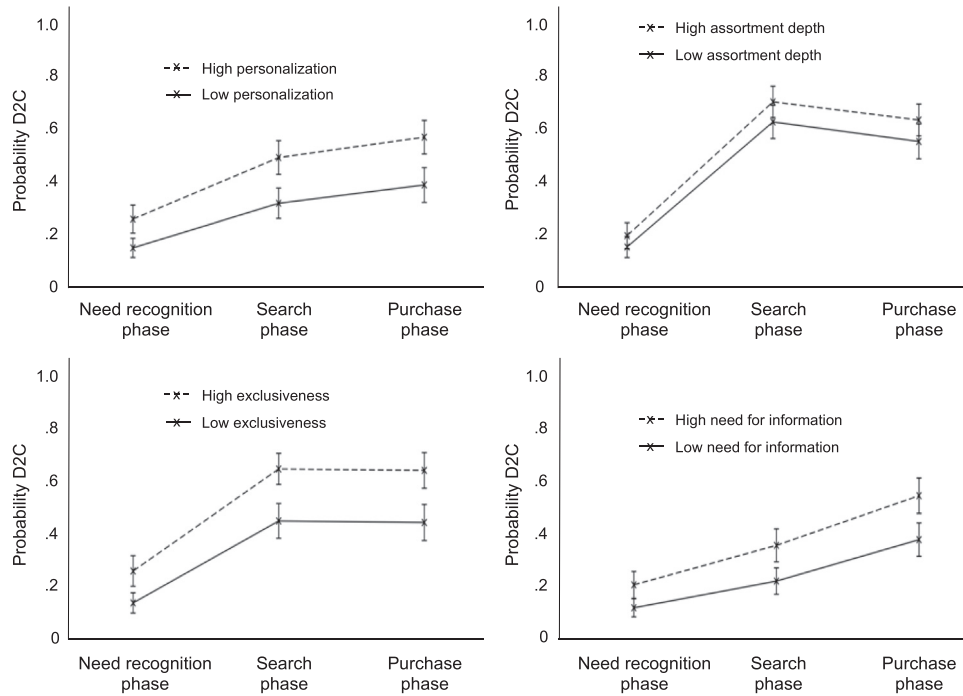 1.0
.8
.6
.4
.2
0
Probability D2C
High personalization
Low personalization
Need recognition
phase
Search
phase
Purchase
phase
1.0
.8
.6
.4
.2
0
Probability D2C
High assortment depth
Low assortment depth
Need recognition
phase
Search
phase
Purchase
phase
1.0
.8
.6
.4
.2
0
Probability D2C
High exclusiveness
Low exclusiveness
Need recognition
phase
Search
phase
Purchase
phase
1.0
.8
.6
.4
.2
0
Probability D2C
High need for information
Low need for information
Need recognition
phase
Search
phase
Purchase
phase